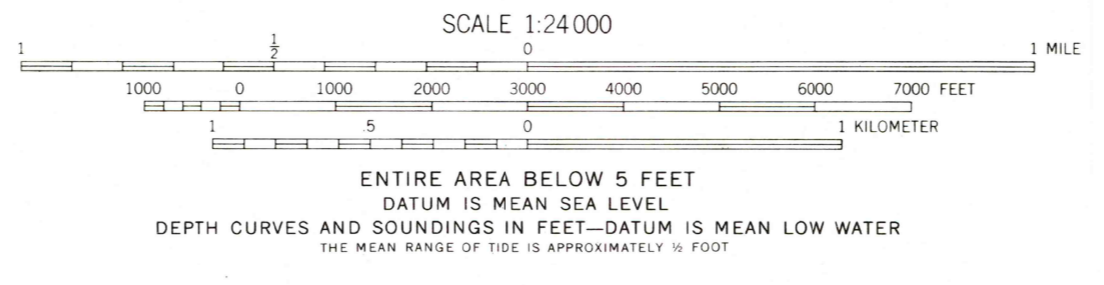 SCALE 1:24 000
1 ½ 0 1 MILE
1000 0 1000 2000 3000 4000 5000 6000 7000 FEET
1 .5 0 1 KILOMETER
ENTIRE AREA BELOW 5 FEET
DATUM IS MEAN SEA LEVEL
DEPTH CURVES AND SOUNDINGS IN FEET—DATUM IS MEAN LOW WATER
THE MEAN RANGE OF TIDE IS APPROXIMATELY ½ FOOT